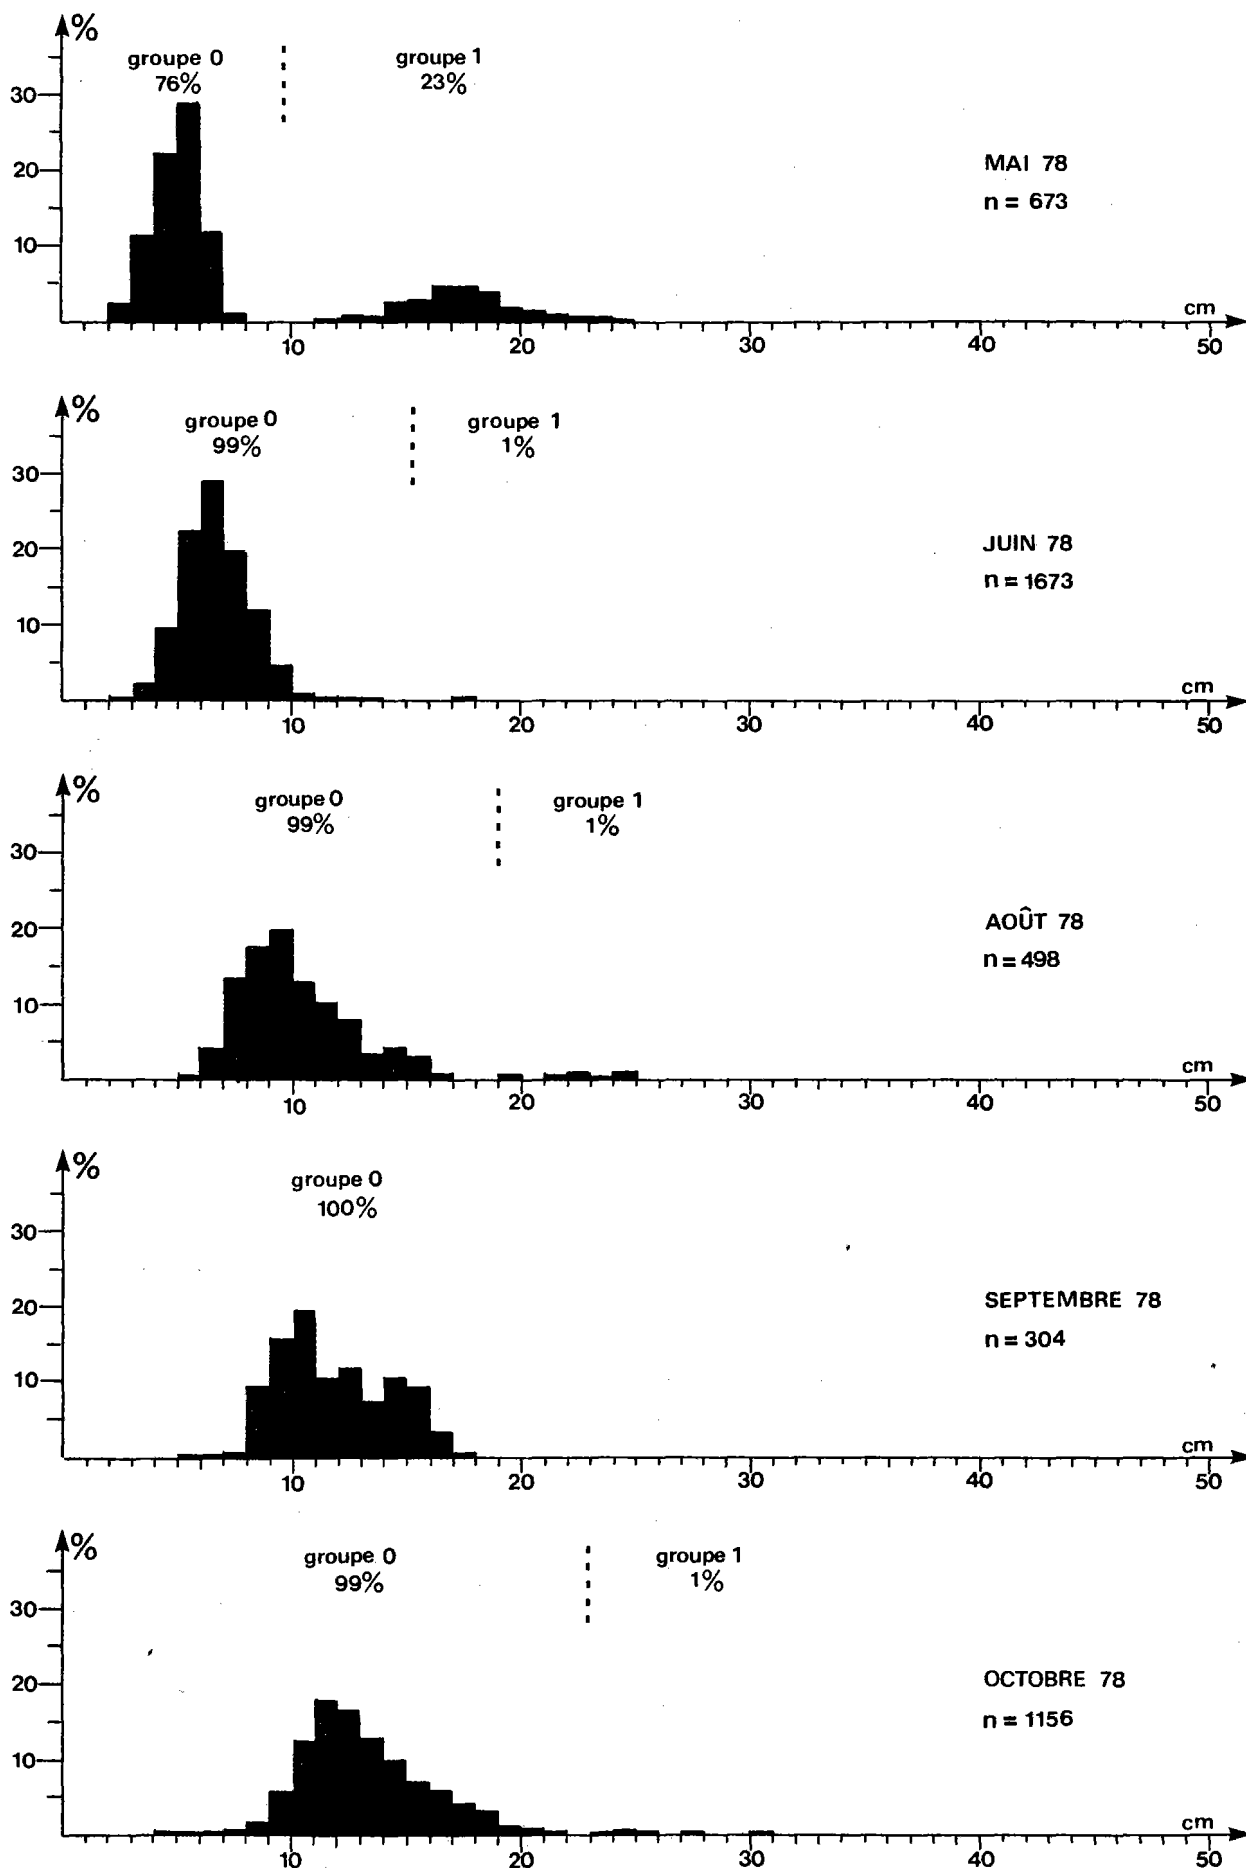 %
groupe 0
76%
groupe 1
23%
30
20
10
MAI 78
n = 673
cm
10 20 30 40 50
%
groupe 0
99%
groupe 1
1%
30
20
10
JUIN 78
n = 1673
cm
10 20 30 40 50
%
groupe 0
99%
groupe 1
1%
30
20
10
AOÛT 78
n = 498
cm
10 20 30 40 50
%
groupe 0
100%
30
20
10
SEPTEMBRE 78
n = 304
cm
10 20 30 40 50
%
groupe 0
99%
groupe 1
1%
30
20
10
OCTOBRE 78
n = 1156
cm
10 20 30 40 50